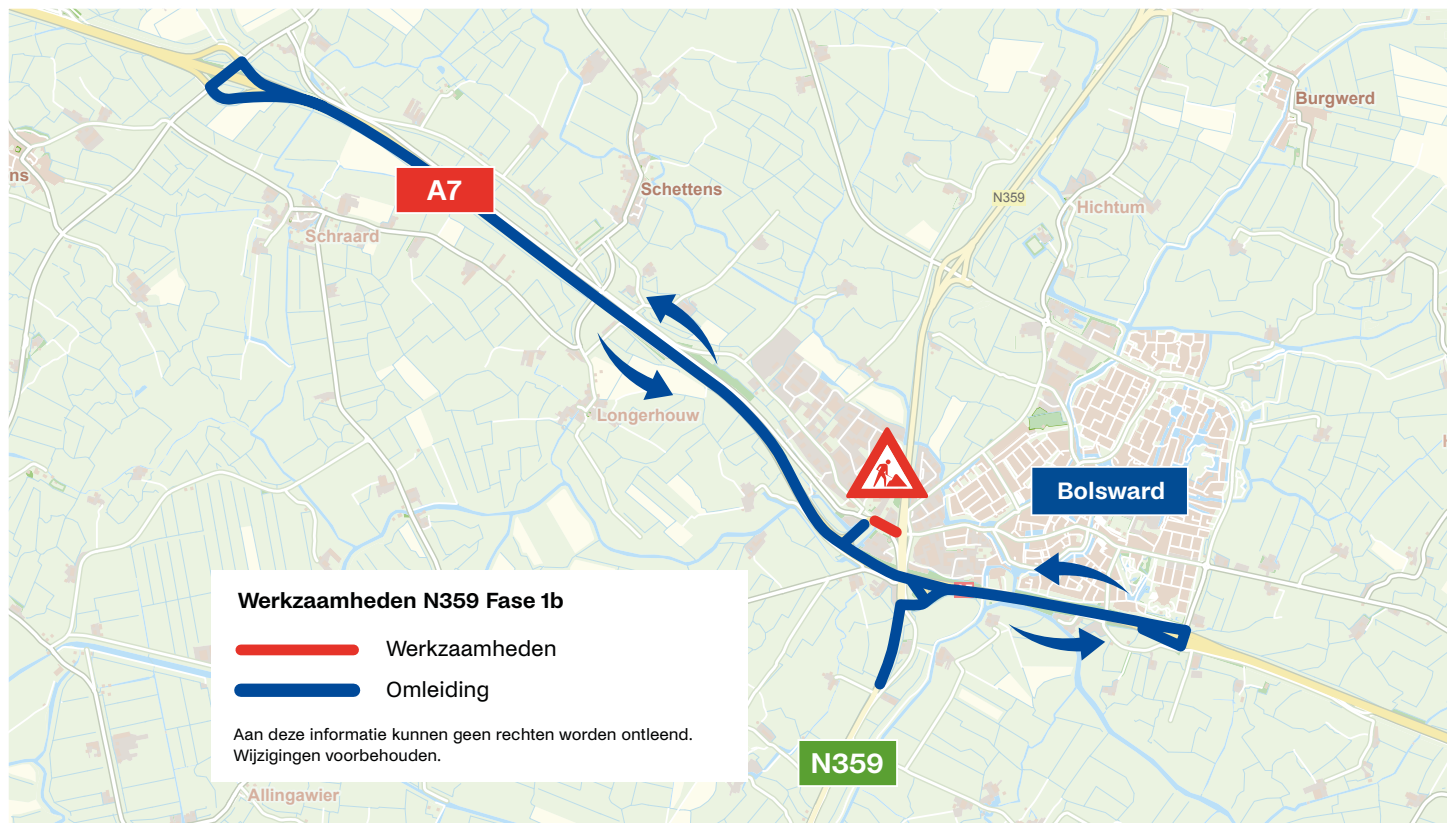 Burgwerd
ns
A7
Schettens
N359
Hichtum
Schraard
Longerhouw
Bolsward
Werkzaamheden N359 Fase 1b
Werkzaamheden
Omleiding
Aan deze informatie kunnen geen rechten worden ontleend.
Wijzigingen voorbehouden.
N359
Allingawier